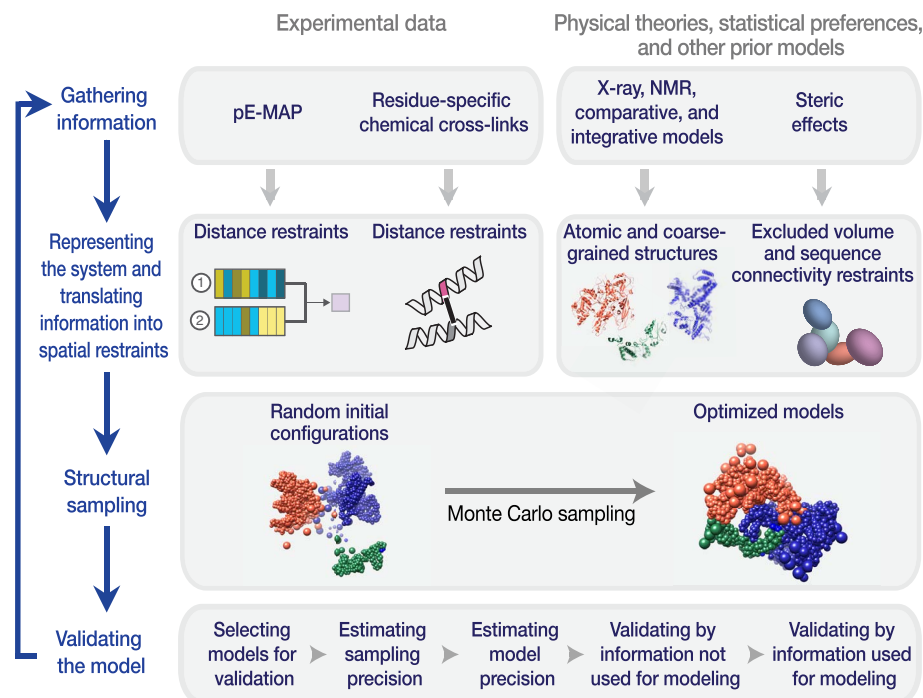 Experimental data
Physical theories, statistical preferences,
and other prior models
Gathering
information
pE-MAP
Residue-specific
chemical cross-links
X-ray, NMR,
comparative, and
integrative models
Steric
effects
Representing
the system and
translating
information into
spatial restraints
Distance restraints
1
2
Distance restraints
Atomic and coarse-
grained structures
Excluded volume
and sequence
connectivity restraints
Structural
sampling
Random initial
configurations
Monte Carlo sampling
Optimized models
Validating
the model
Selecting
models for
validation
Estimating
sampling
precision
Estimating
model
precision
Validating by
information not
used for modeling
Validating by
information used
for modeling